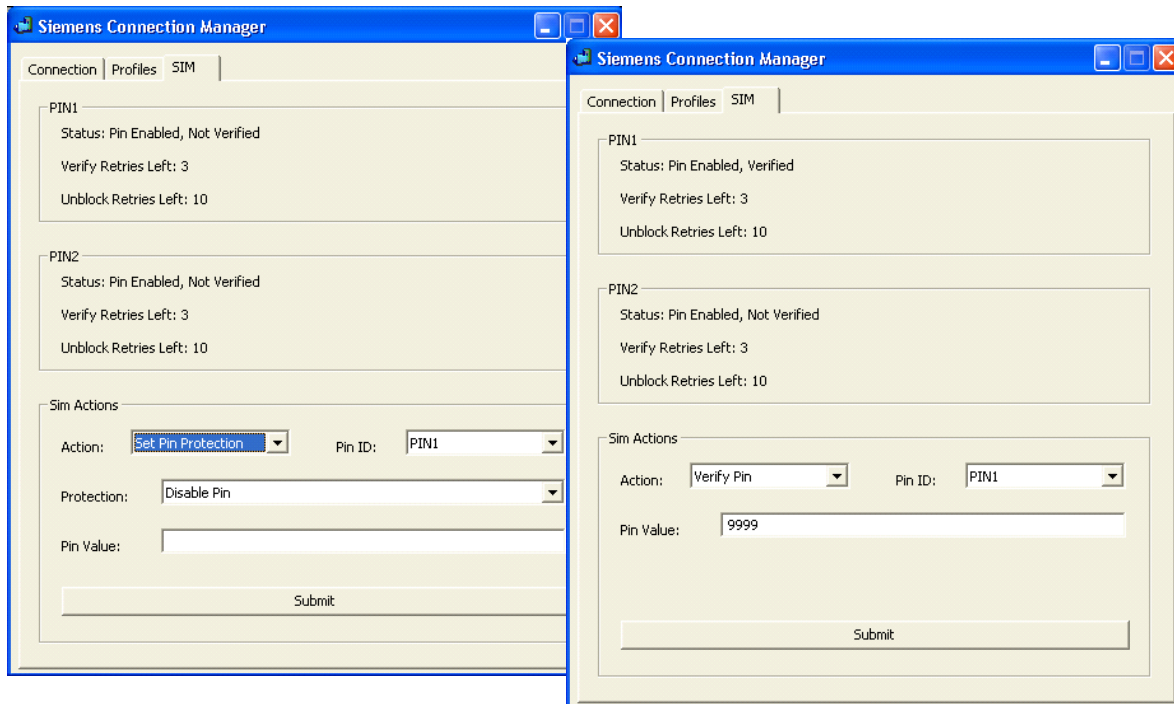 Siemens Connection Manager
Connection Profiles SIM
PIN1
Status: Pin Enabled, Not Verified
Verify Retries Left: 3
Unblock Retries Left: 10
PIN2
Status: Pin Enabled, Not Verified
Verify Retries Left: 3
Unblock Retries Left: 10
Sim Actions
Action: Set Pin Protection Pin ID: PIN1
Protection: Disable Pin
Pin Value:
Submit
Siemens Connection Manager
Connection Profiles SIM
PIN1
Status: Pin Enabled, Verified
Verify Retries Left: 3
Unblock Retries Left: 10
PIN2
Status: Pin Enabled, Not Verified
Verify Retries Left: 3
Unblock Retries Left: 10
Sim Actions
Action: Verify Pin Pin ID: PIN1
Pin Value: 9999
Submit